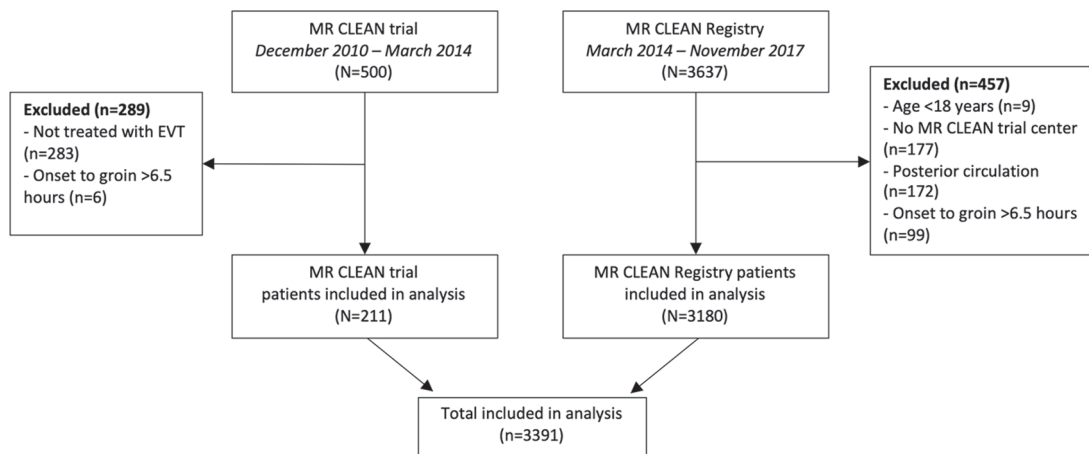 MR CLEAN trial
December 2010 – March 2014
(N=500)
MR CLEAN Registry
March 2014 – November 2017
(N=3637)
Excluded (n=289)
- Not treated with EVT
(n=283)
- Onset to groin >6.5
hours (n=6)
Excluded (n=457)
- Age <18 years (n=9)
- No MR CLEAN trial center
(n=177)
- Posterior circulation
(n=172)
- Onset to groin >6.5 hours
(n=99)
MR CLEAN trial
patients included in analysis
(N=211)
MR CLEAN Registry patients
included in analysis
(N=3180)
Total included in analysis
(n=3391)